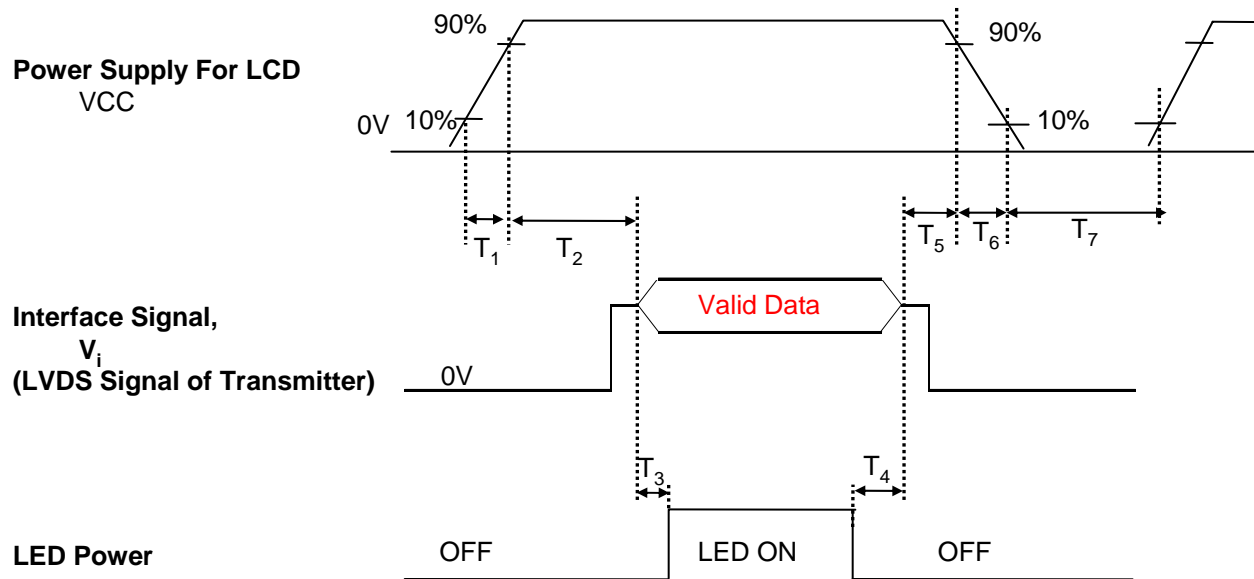 90%
90%
Power Supply For LCD
VCC
0V
10%
10%
T1
T2
T5
T6
T7
Valid Data
Interface Signal,
Vi
(LVDS Signal of Transmitter)
0V
T3
T4
LED Power
OFF
LED ON
OFF